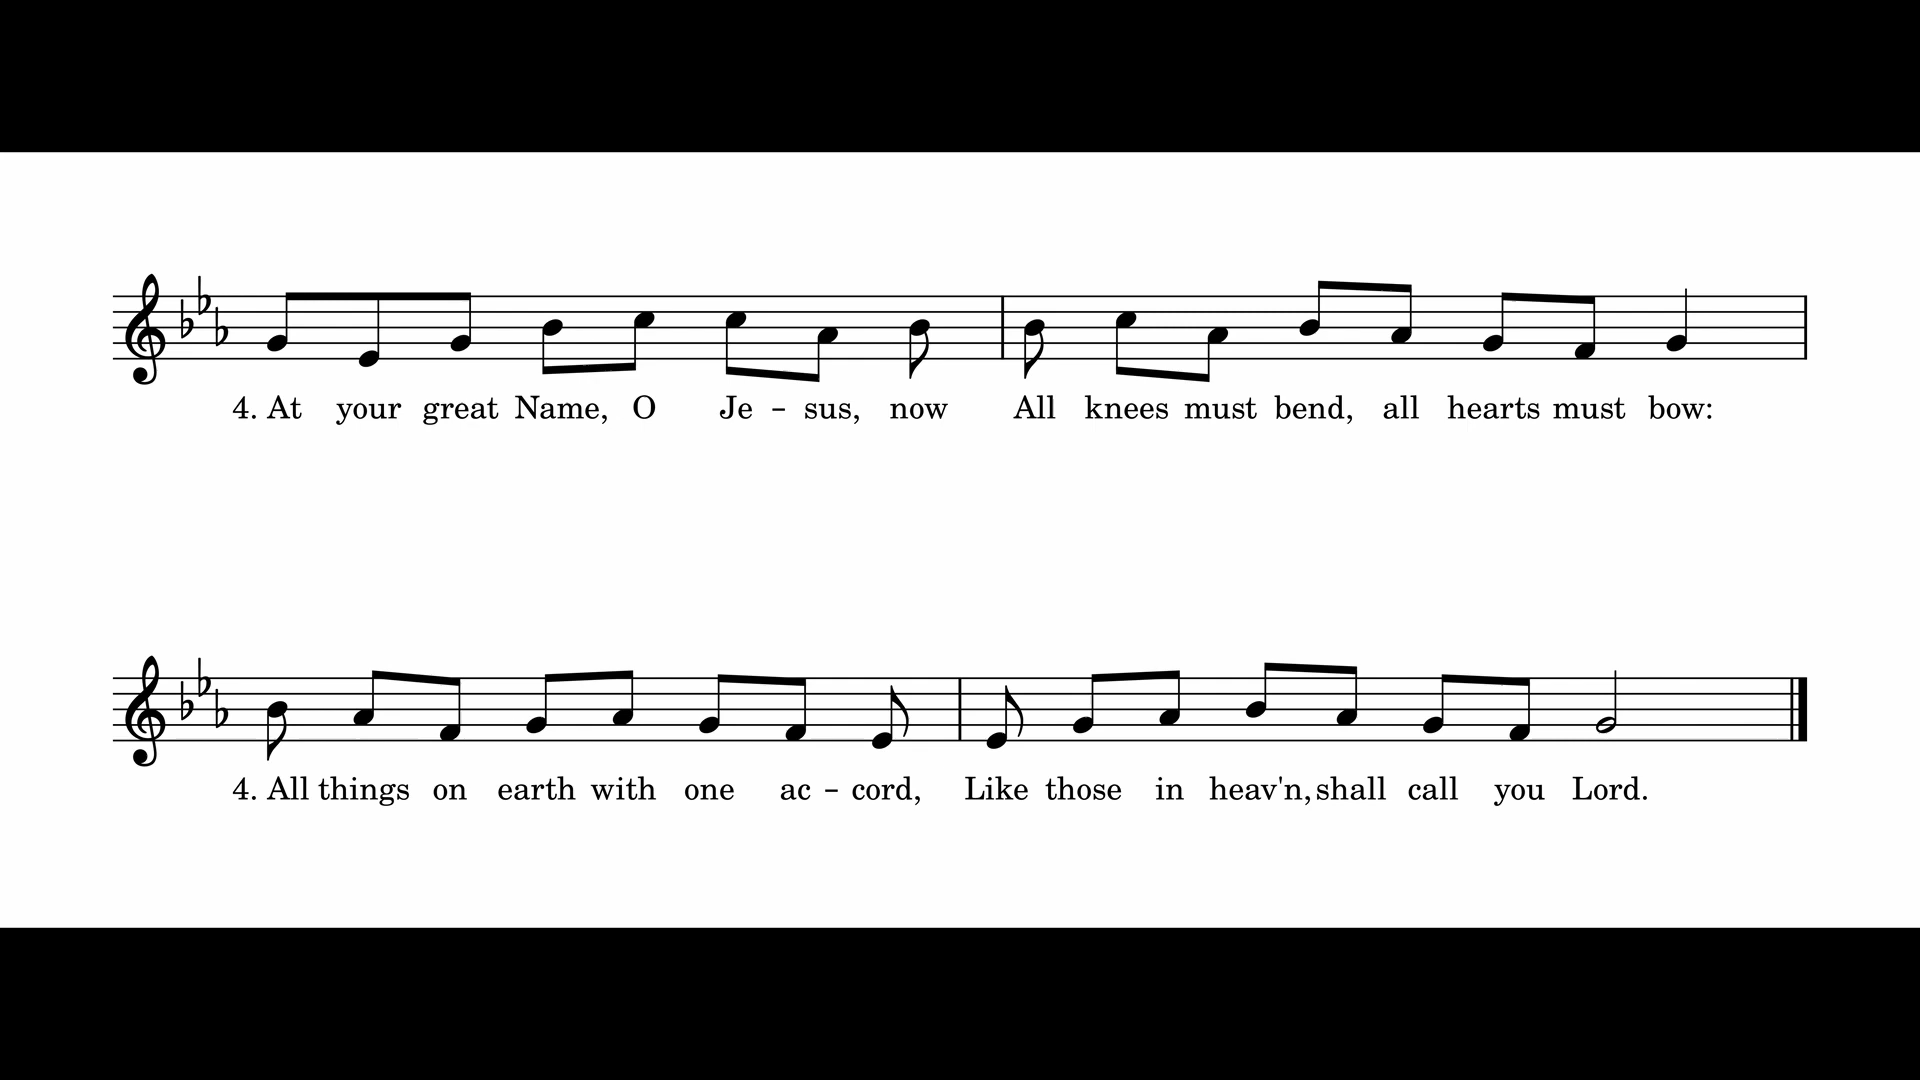 4. At your great Name, O Je - sus, now All knees must bend, all hearts must bow:
4. All things on earth with one ac - cord, Like those in heav'n, shall call you Lord.